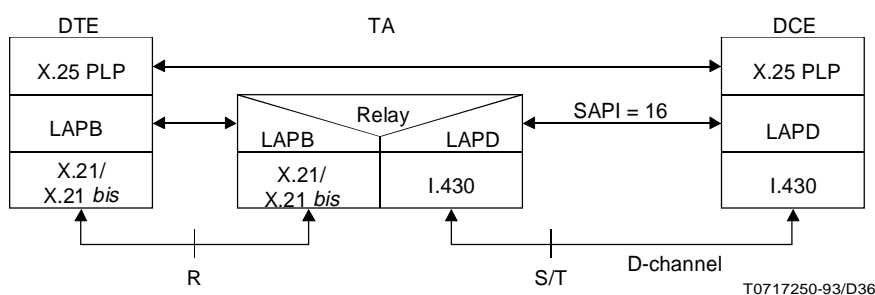 DTE
TA
DCE
X.25 PLP
X.25 PLP
LAPB
Relay
LAPB
LAPD
SAPI = 16
LAPD
X.21/
X.21 bis
X.21/
X.21 bis
I.430
I.430
R
S/T
D-channel
T0717250-93/D36